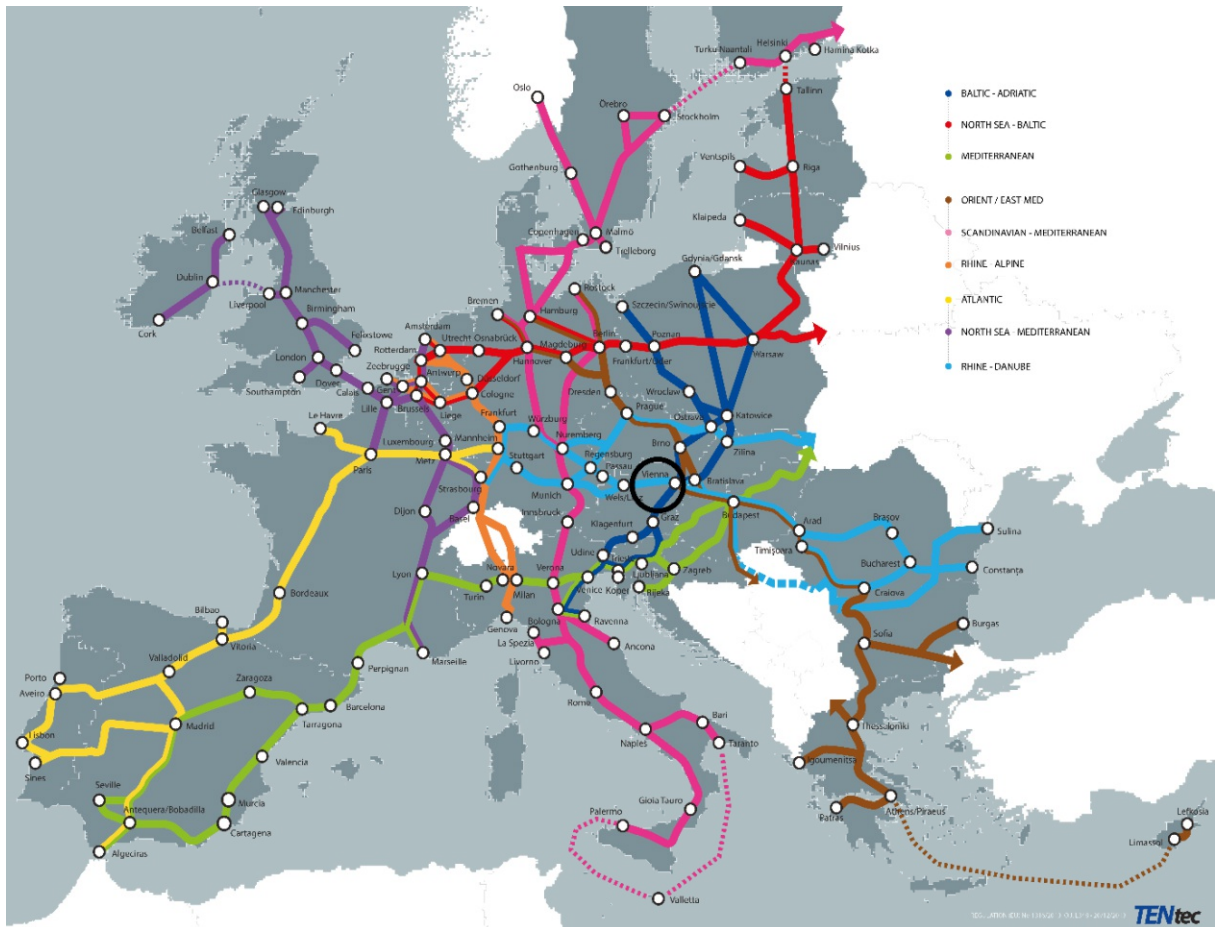 Turku-Naantali
Helsinki
Hamina Kotka
Oslo
Örebro
Stockholm
Tallinn
BALTIC - ADRIATIC
NORTH SEA - BALTIC
MEDITERRANEAN
ORIENT / EAST MED
SCANDINAVIAN - MEDITERRANEAN
RHINE - ALPINE
ATLANTIC
NORTH SEA - MEDITERRANEAN
RHINE - DANUBE
Gothenburg
Ventspils
Riga
Glasgow
Edinburgh
Belfast
Klaipeda
Copenhagen
Malmö
Trelleborg
Vilnius
Kaunas
Gdynia/Gdansk
Dublin
Liverpool
Manchester
Birmingham
Cork
Felixstowe
London
Southampton
Dover
Calais
Bremen
Rostock
Hamburg
Szczecin/Swinoujscie
Amsterdam
Rotterdam
Utrecht
Osnabrück
Hannover
Magdeburg
Berlin
Frankfurt/Oder
Poznan
Warsaw
Zeebrugge
Gent
Antwerp
Düsseldorf
Cologne
Lille
Brussels
Liege
Dresden
Wroclaw
Katowice
Ostrava
Prague
Le Havre
Frankfurt
Würzburg
Nuremberg
Luxembourg
Mannheim
Metz
Paris
Stuttgart
Regensburg
Passau
Brno
Zilina
Strasbourg
Munich
Wels/Linz
Vienna
Bratislava
Dijon
Basel
Innsbruck
Klagenfurt
Graz
Budapest
Arad
Braşov
Sulina
Timişoara
Bucharest
Constanţa
Craiova
Udine
Trieste
Ljubljana
Zagreb
Venice
Koper
Rijeka
Lyon
Novara
Verona
Turin
Milan
Bordeaux
Genova
Bologna
Ravenna
La Spezia
Livorno
Ancona
Sofia
Burgas
Bilbao
Vitoria
Marseille
Valladolid
Porto
Aveiro
Zaragoza
Perpignan
Barcelona
Rome
Madrid
Tarragona
Lisbon
Sines
Valencia
Naples
Bari
Taranto
Thessaloniki
Igoumenitsa
Seville
Murcia
Antequera/Bobadilla
Cartagena
Algeciras
Palermo
Gioia Tauro
Patras
Athens/Piraeus
Lefkosia
Limassol
Valletta
TENtec